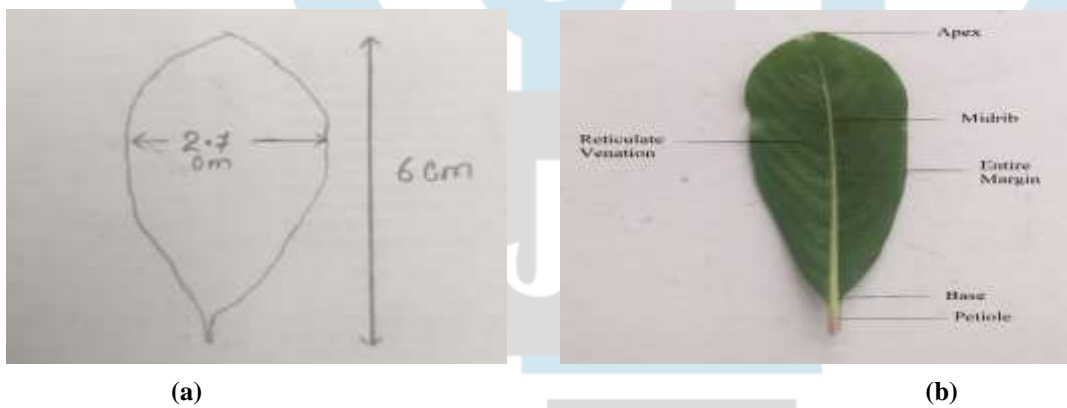 2.7
cm
6 cm
Apex
Midrib
Reticulate
Venation
Entire
Margin
Base
Petiole
(a)
(b)